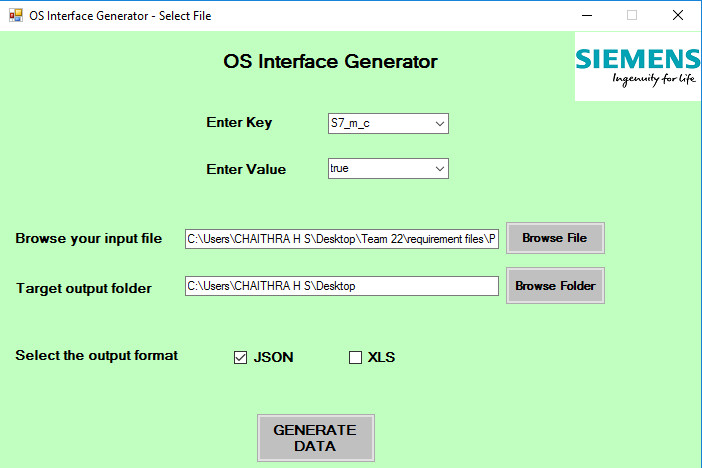 OS Interface Generator - Select File
OS Interface Generator
SIEMENS
Ingenuity for life
Enter Key S7_m_c
Enter Value true
Browse your input file C:\Users\CHAITHRA H S\Desktop\Team 22\requirement files\P Browse File
Target output folder C:\Users\CHAITHRA H S\Desktop Browse Folder
Select the output format JSON XLS
GENERATE
DATA